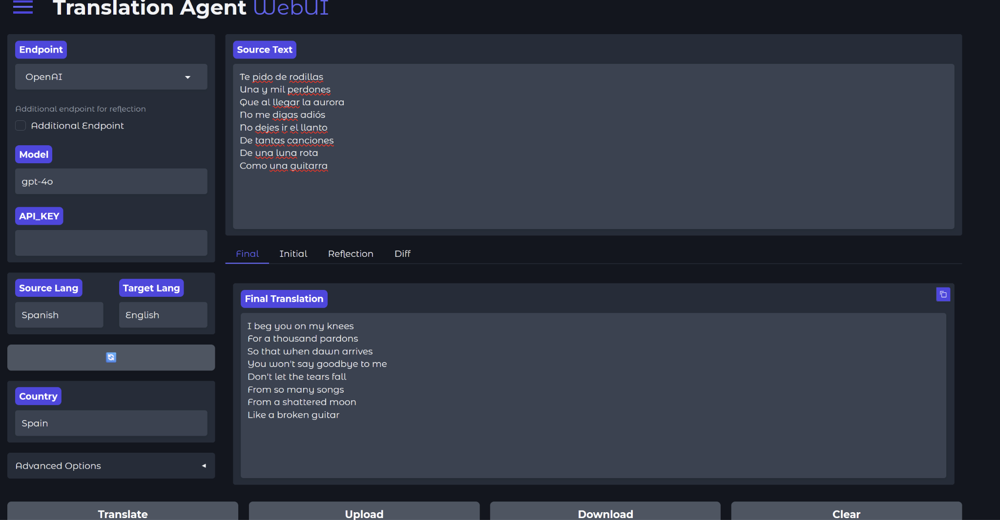 Translation Agent WebUI
Endpoint
OpenAI
Additional endpoint for reflection
Additional Endpoint
Model
gpt-4o
API_KEY
Source Lang
Target Lang
Spanish
English
Country
Spain
Advanced Options
Source Text
Te pido de rodillas
Una y mil perdones
Que al llegar la aurora
No me digas adiós
No dejes ir el llanto
De tantas canciones
De una luna rota
Como una guitarra
Final
Initial
Reflection
Diff
Final Translation
I beg you on my knees
For a thousand pardons
So that when dawn arrives
You won't say goodbye to me
Don't let the tears fall
From so many songs
From a shattered moon
Like a broken guitar
Translate
Upload
Download
Clear